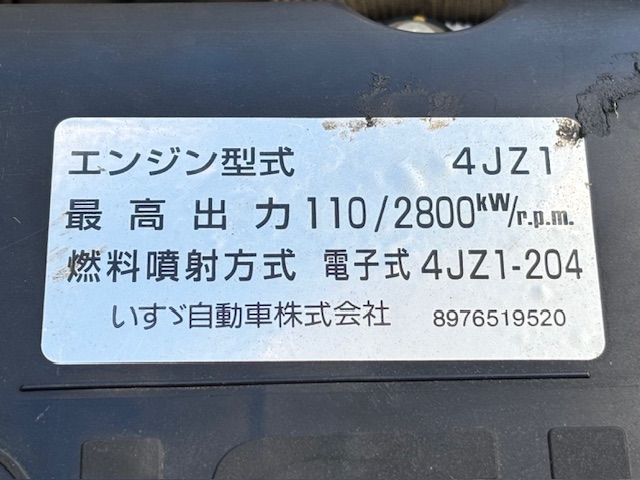 エンジン型式 4JZ1
最高出力 110/2800kW/r.p.m.
燃料噴射方式 電子式 4JZ1-204
いすゞ自動車株式会社 8976519520